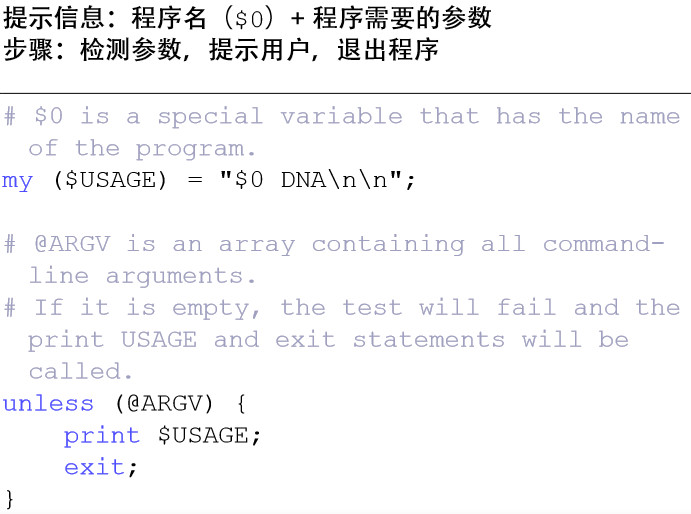 提示信息：程序名（$0）+ 程序需要的参数
步骤：检测参数，提示用户，退出程序
# $0 is a special variable that has the name
of the program.
my ($USAGE) = "$0 DNA\n\n";
# @ARGV is an array containing all command-
line arguments.
# If it is empty, the test will fail and the
print USAGE and exit statements will be
called.
unless (@ARGV) {
    print $USAGE;
    exit;
}